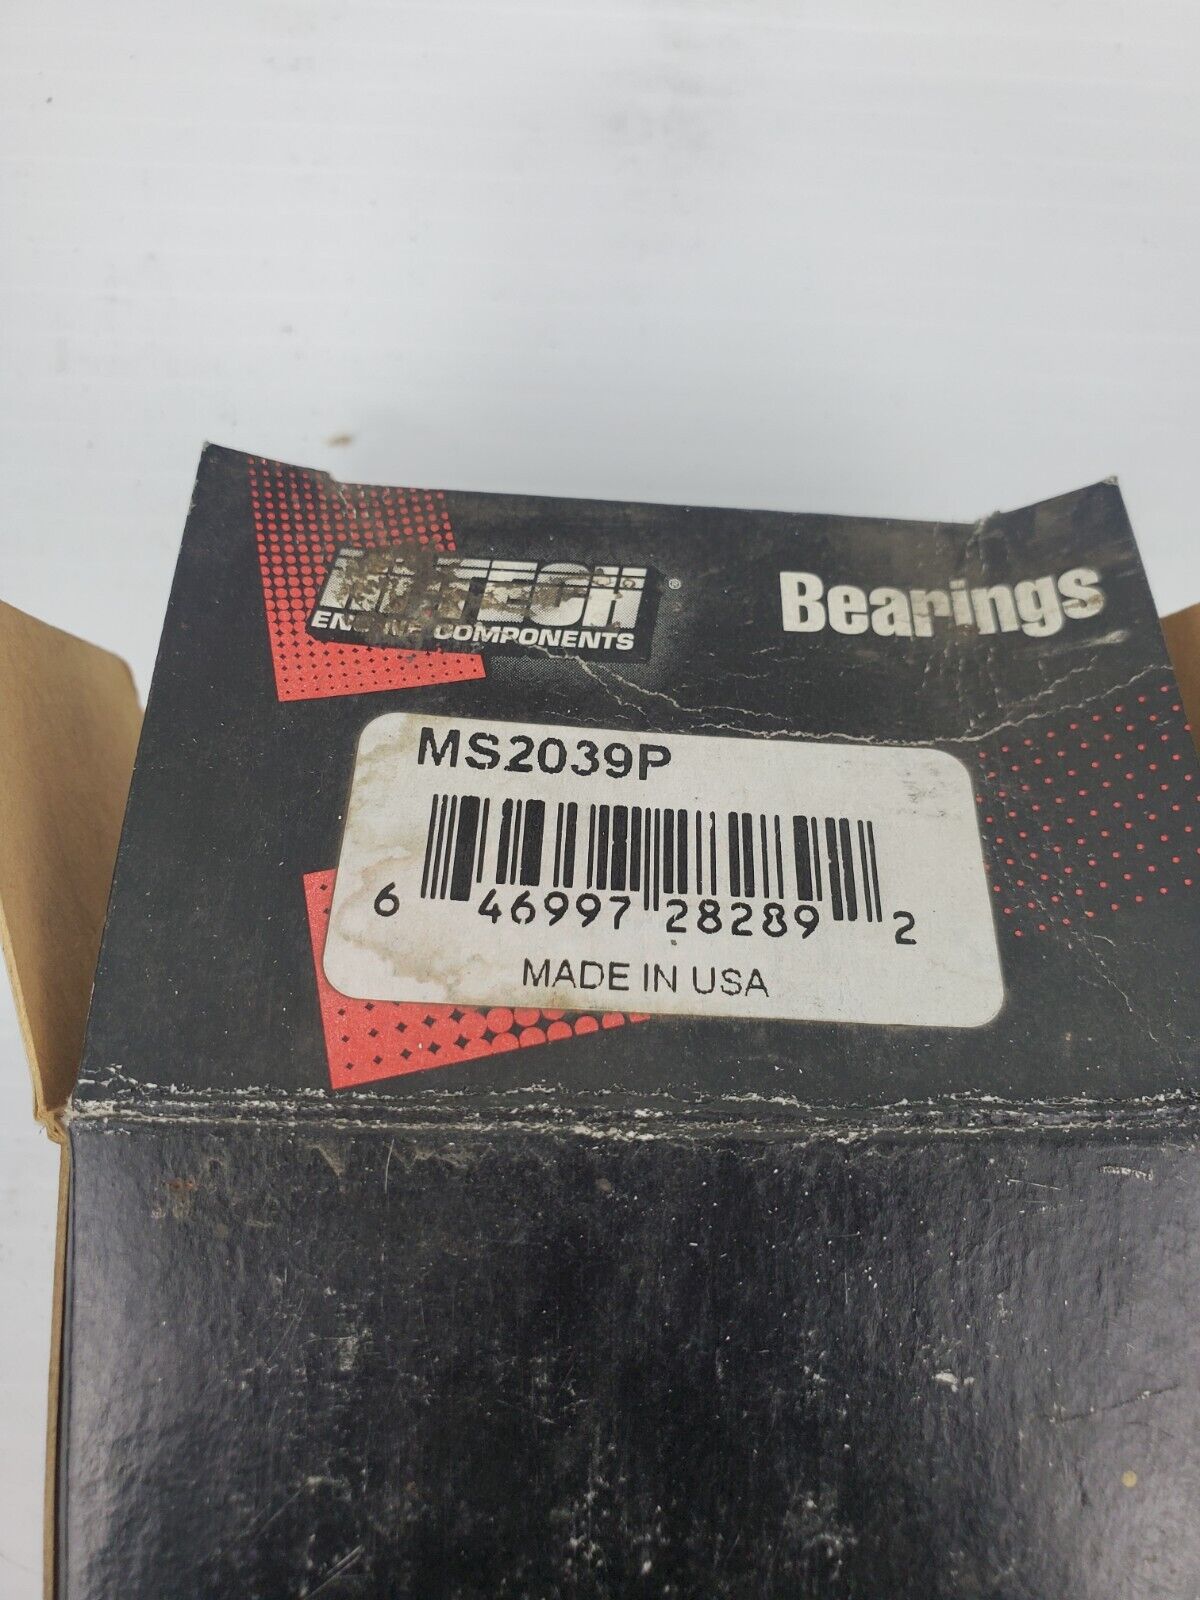 ENGINE COMPONENTS
®
Bearings
MS2039P
6 46997 28289 2
MADE IN USA